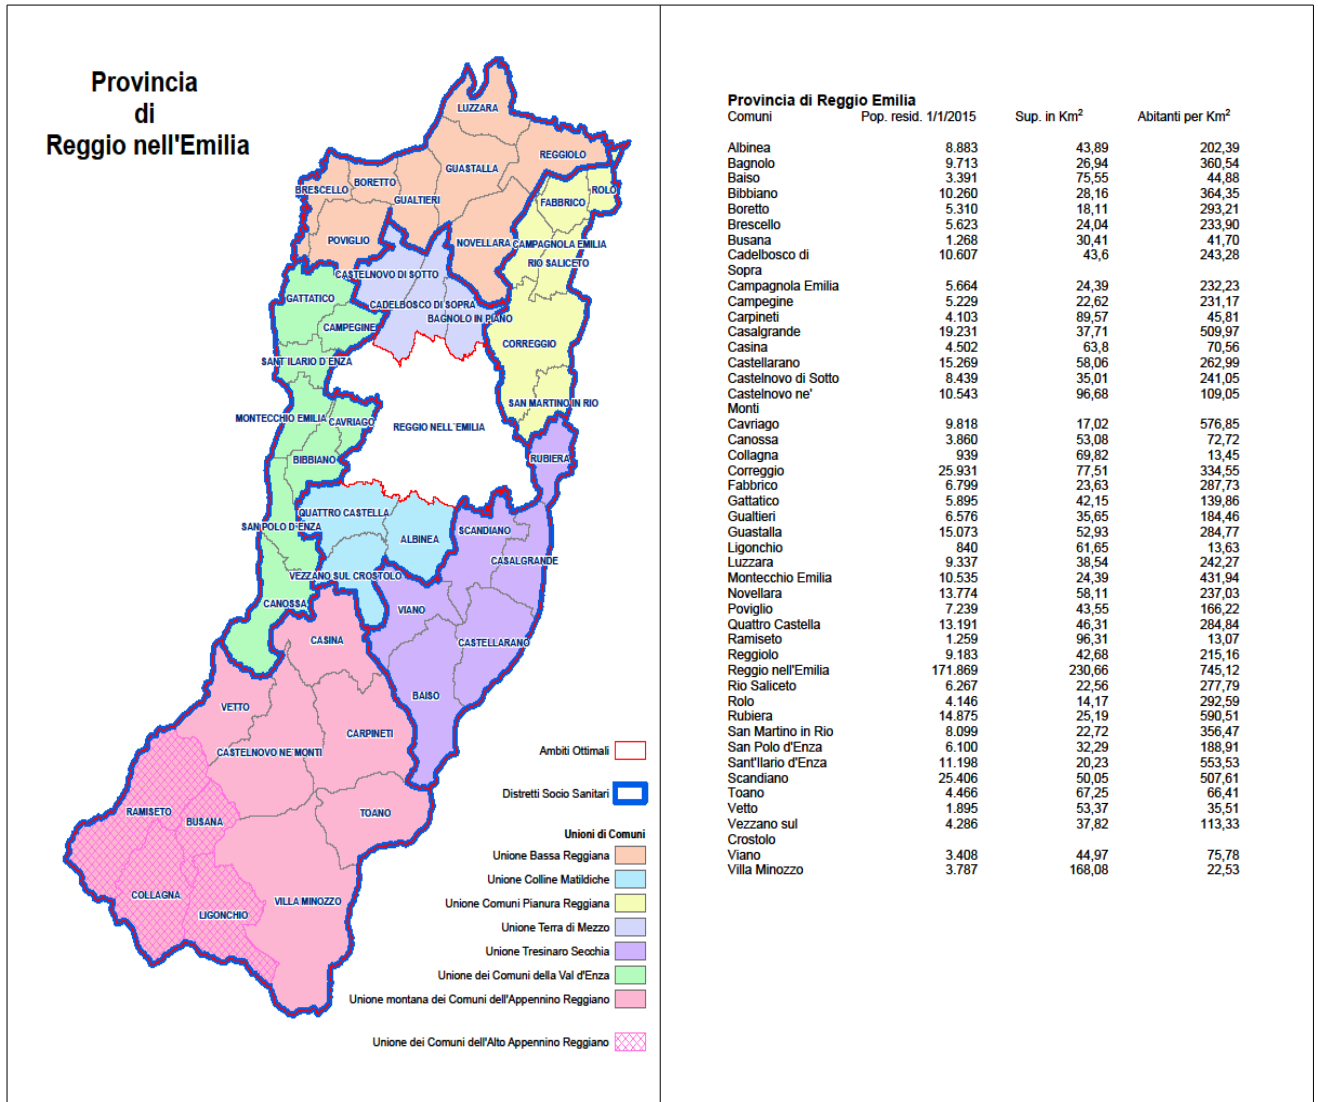 Provincia
di
Reggio nell'Emilia
LUZZARA
REGGIOLO
GUASTALLA
BORETTO
BRESCELLO
GUALTIERI
ROLO
FABBRICO
POVIGLIO
NOVELLARA
CAMPAGNOLA EMILIA
RIO SALICETO
CASTELNOVO DI SOTTO
GATTATICO
CADELBOSCO DI SOPRA
BAGNOLO IN PIANO
CAMPEGINE
CORREGGIO
SANT'ILARIO D'ENZA
SAN MARTINO IN RIO
MONTECCHIO EMILIA
CAVRIAGO
REGGIO NELL'EMILIA
BIBBIANO
RUBIERA
QUATTRO CASTELLA
SAN POLO D'ENZA
ALBINEA
SCANDIANO
CASALGRANDE
VEZZANO SUL CROSTOLO
CANOSSA
VIANO
CASINA
CASTELLARANO
BAISO
VETTO
CARPINETI
CASTELNOVO NE MONTI
RAMISETO
BUSANA
TOANO
COLLAGNA
LIGONCHIO
VILLA MINOZZO
Ambiti Ottimali
Distretti Socio Sanitari
Unioni di Comuni
Unione Bassa Reggiana
Unione Colline Matildiche
Unione Comuni Pianura Reggiana
Unione Terra di Mezzo
Unione Tresinaro Secchia
Unione dei Comuni della Val d'Enza
Unione montana dei Comuni dell'Appennino Reggiano
Unione dei Comuni dell'Alto Appennino Reggiano
Provincia di Reggio Emilia
Comuni Pop. resid. 1/1/2015 Sup. in Km² Abitanti per Km²
Albinea 8.883 43,89 202,39
Bagnolo 9.713 26,94 360,54
Baiso 3.391 75,55 44,88
Bibbiano 10.260 28,16 364,35
Boretto 5.310 18,11 293,21
Brescello 5.623 24,04 233,90
Busana 1.268 30,41 41,70
Cadelbosco di 10.607 43,6 243,28
Sopra
Campagnola Emilia 5.664 24,39 232,23
Campegine 5.229 22,62 231,17
Carpineti 4.103 89,57 45,81
Casalgrande 19.231 37,71 509,97
Casina 4.502 63,8 70,56
Castellarano 15.269 58,06 262,99
Castelnovo di Sotto 8.439 35,01 241,05
Castelnovo ne' 10.543 96,68 109,05
Monti
Cavriago 9.818 17,02 576,85
Canossa 3.860 53,08 72,72
Collagna 939 69,82 13,45
Correggio 25.931 77,51 334,55
Fabbrico 6.799 23,63 287,73
Gattatico 5.895 42,15 139,86
Gualtieri 6.576 35,65 184,46
Guastalla 15.073 52,93 284,77
Ligonchio 840 61,65 13,63
Luzzara 9.337 38,54 242,27
Montecchio Emilia 10.535 24,39 431,94
Novellara 13.774 58,11 237,03
Poviglio 7.239 43,55 166,22
Quattro Castella 13.191 46,31 284,84
Ramiseto 1.259 96,31 13,07
Reggiolo 9.183 42,68 215,16
Reggio nell'Emilia 171.869 230,66 745,12
Rio Saliceto 6.267 22,56 277,79
Rolo 4.146 14,17 292,59
Rubiera 14.875 25,19 590,51
San Martino in Rio 8.099 22,72 356,47
San Polo d'Enza 6.100 32,29 188,91
Sant'Ilario d'Enza 11.198 20,23 553,53
Scandiano 25.406 50,05 507,61
Toano 4.466 67,25 66,41
Vetto 1.895 53,37 35,51
Vezzano sul 4.286 37,82 113,33
Crostolo
Viano 3.408 44,97 75,78
Villa Minozzo 3.787 168,08 22,53